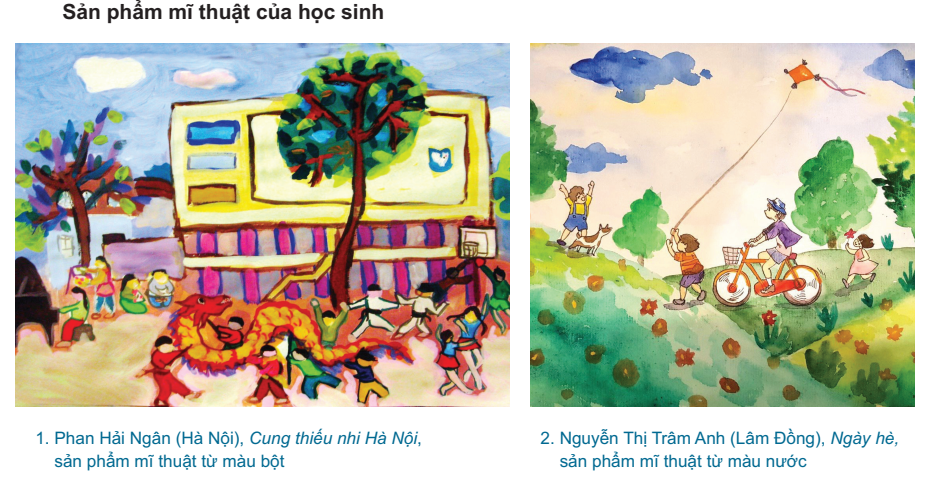 Sản phẩm mĩ thuật của học sinh
1. Phan Hải Ngân (Hà Nội), Cung thiếu nhi Hà Nội,
sản phẩm mĩ thuật từ màu bột
2. Nguyễn Thị Trâm Anh (Lâm Đồng), Ngày hè,
sản phẩm mĩ thuật từ màu nước